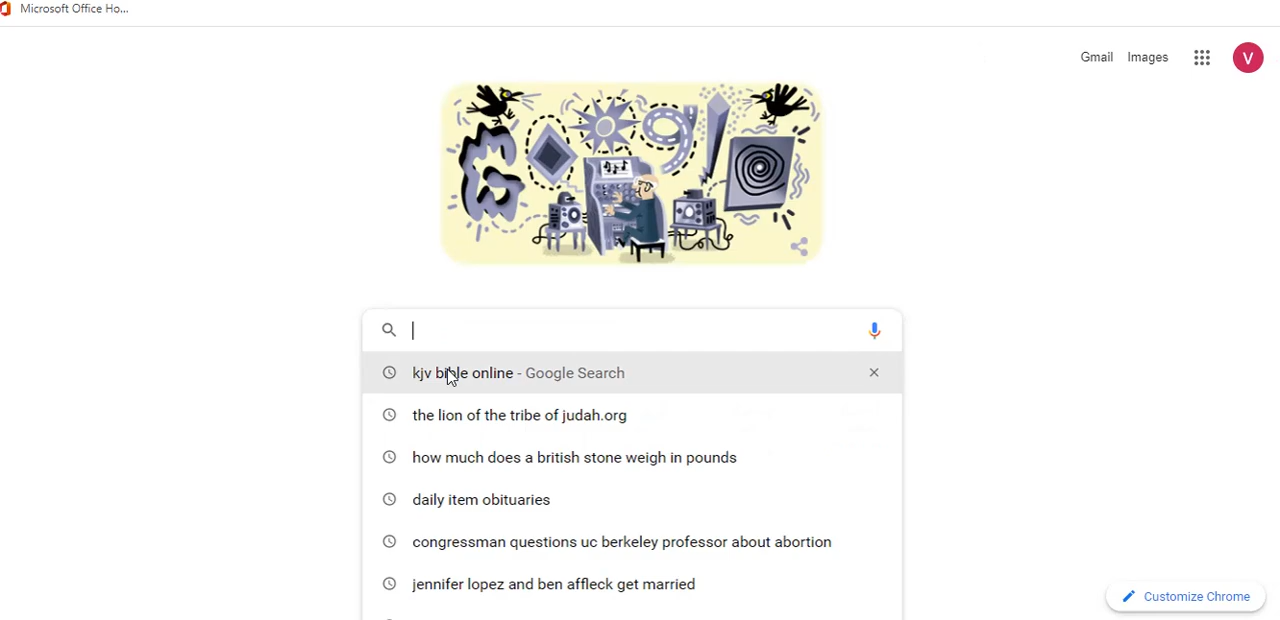 Microsoft Office Ho...
Gmail Images V
kjv bible online - Google Search
the lion of the tribe of judah.org
how much does a british stone weigh in pounds
daily item obituaries
congressman questions uc berkeley professor about abortion
jennifer lopez and ben affleck get married
Customize Chrome